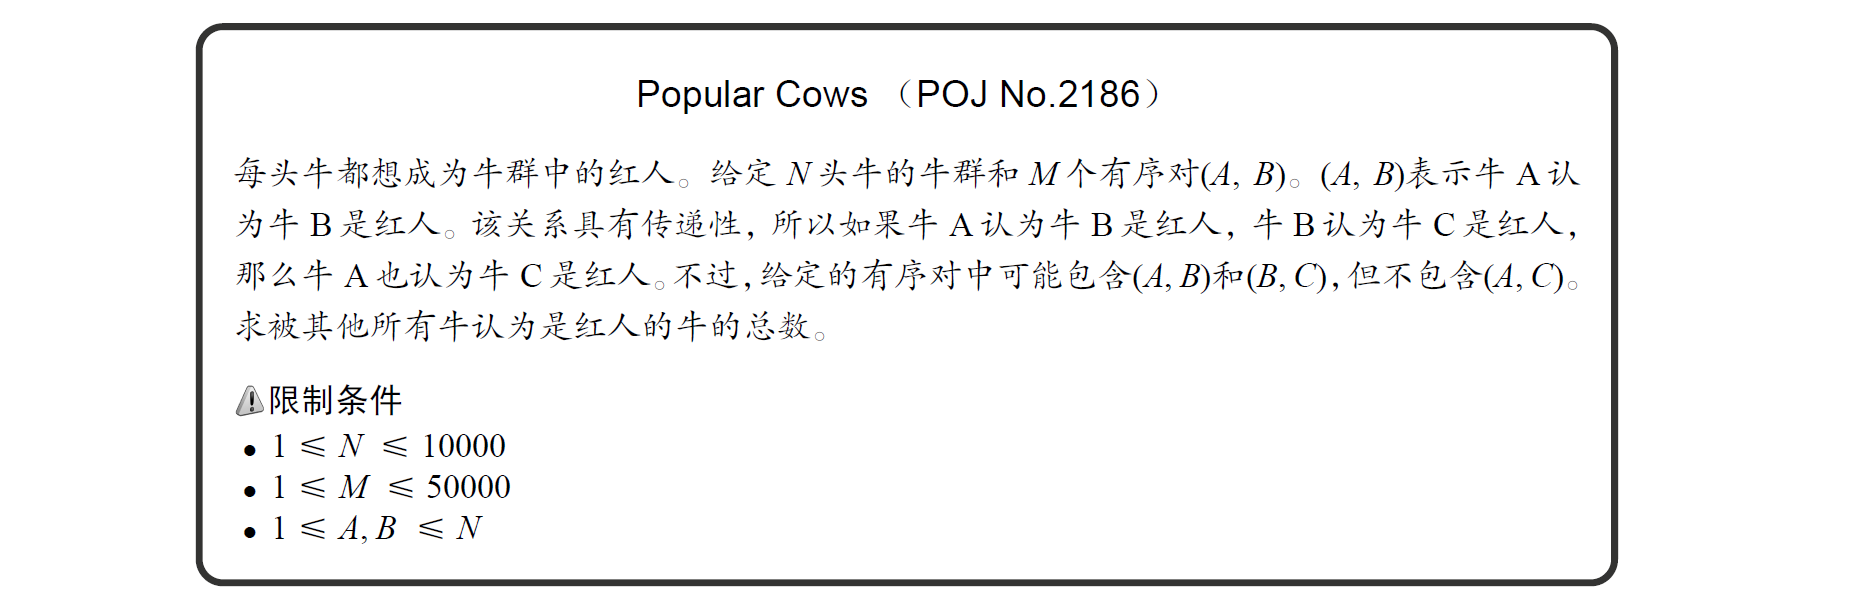 Popular Cows （POJ No.2186）
每头牛都想成为牛群中的红人。给定 N 头牛的牛群和 M 个有序对(A, B)。(A, B)表示牛 A 认
为牛 B 是红人。该关系具有传递性，所以如果牛 A 认为牛 B 是红人，牛 B 认为牛 C 是红人，
那么牛 A 也认为牛 C 是红人。不过，给定的有序对中可能包含(A, B)和(B, C)，但不包含(A, C)。
求被其他所有牛认为是红人的牛的总数。
限制条件
● 1 ≤ N ≤ 10000
● 1 ≤ M ≤ 50000
● 1 ≤ A, B ≤ N